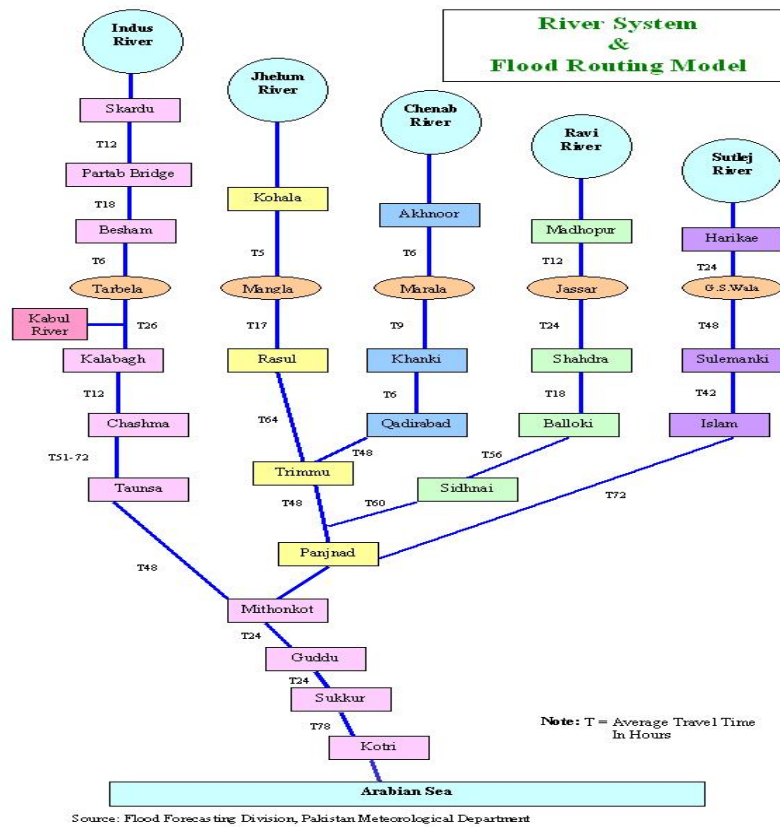 River System
&
Flood Routing Model
Indus
River
Jhelum
River
Chenab
River
Ravi
River
Sutlej
River
Skardu
T12
Partab Bridge
T18
Besham
T6
Tarbela
Kabul
River
T26
Kalabagh
T12
Chashma
T51-72
Taunsa
T48
Kohala
T5
Mangla
T17
Rasul
T64
Trimmu
T48
Panjnad
Akhnoor
T6
Marala
T9
Khanki
T6
Qadirabad
T48
Madhopur
T12
Jassar
T24
Shahdra
T18
Balloki
T56
Sidhnai
T60
Harikae
T24
G.S.Wala
T48
Sulemanki
T42
Islam
T72
Mithonkot
T24
Guddu
T24
Sukkur
T78
Kotri
Note: T = Average Travel Time
In Hours
Arabian Sea
Source: Flood Forecasting Division, Pakistan Meteorological Department